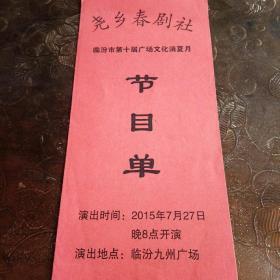 尧乡春剧社
临汾市第十届广场文化消夏月
节
目
单
演出时间：2015年7月27日
晚8点开演
演出地点：临汾九州广场